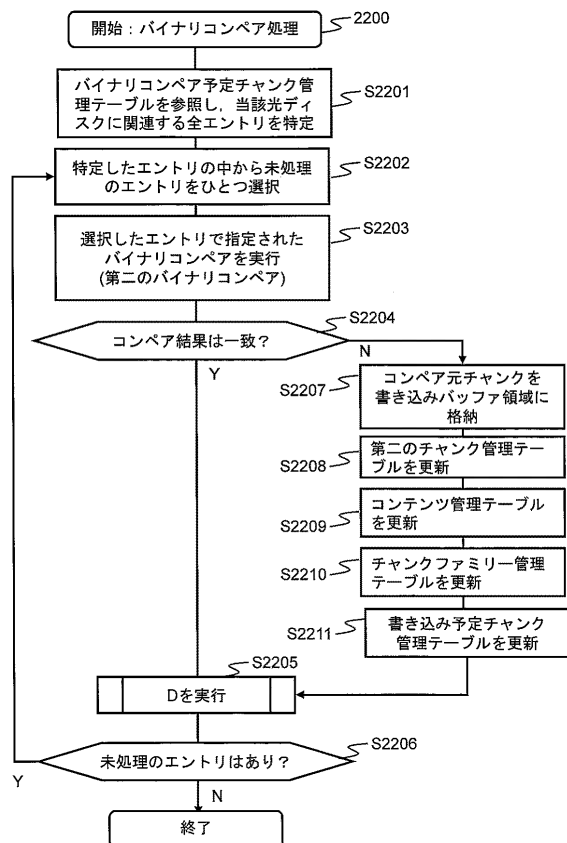 開始：バイナリコンペア処理
2200
バイナリコンペア予定チャンク管
理テーブルを参照し，当該光ディ
スクに関連する全エントリを特定
S2201
特定したエントリの中から未処理
のエントリをひとつ選択
S2202
選択したエントリで指定された
バイナリコンペアを実行
(第二のバイナリコンペア)
S2203
コンペア結果は一致？
S2204
Y
N
S2207
コンペア元チャンクを
書き込みバッファ領域に
格納
S2208
第二のチャンク管理テー
ブルを更新
S2209
コンテンツ管理テーブル
を更新
S2210
チャンクファミリー管理
テーブルを更新
S2211
書き込み予定チャンク
管理テーブルを更新
S2205
Dを実行
未処理のエントリはあり？
S2206
Y
N
終了